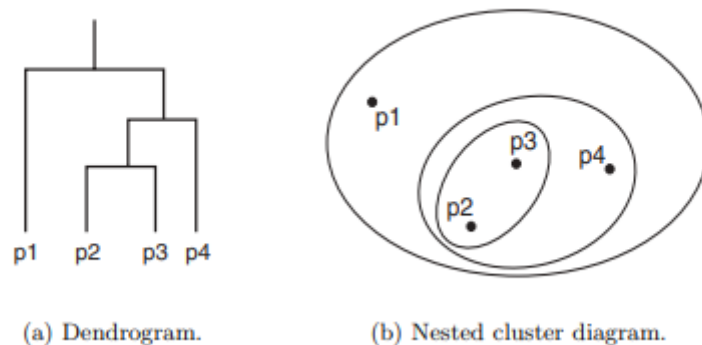 p1 p2 p3 p4
p1
p3
p4
p2
(a) Dendrogram.
(b) Nested cluster diagram.